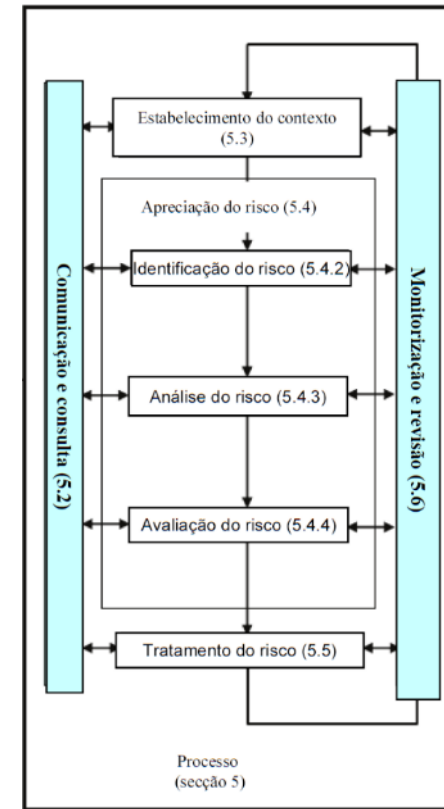 Estabelecimento do contexto
(5.3)
Apreciação do risco (5.4)
Identificação do risco (5.4.2)
Análise do risco (5.4.3)
Avaliação do risco (5.4.4)
Tratamento do risco (5.5)
Comunicação e consulta (5.2)
Monitorização e revisão (5.6)
Processo
(secção 5)